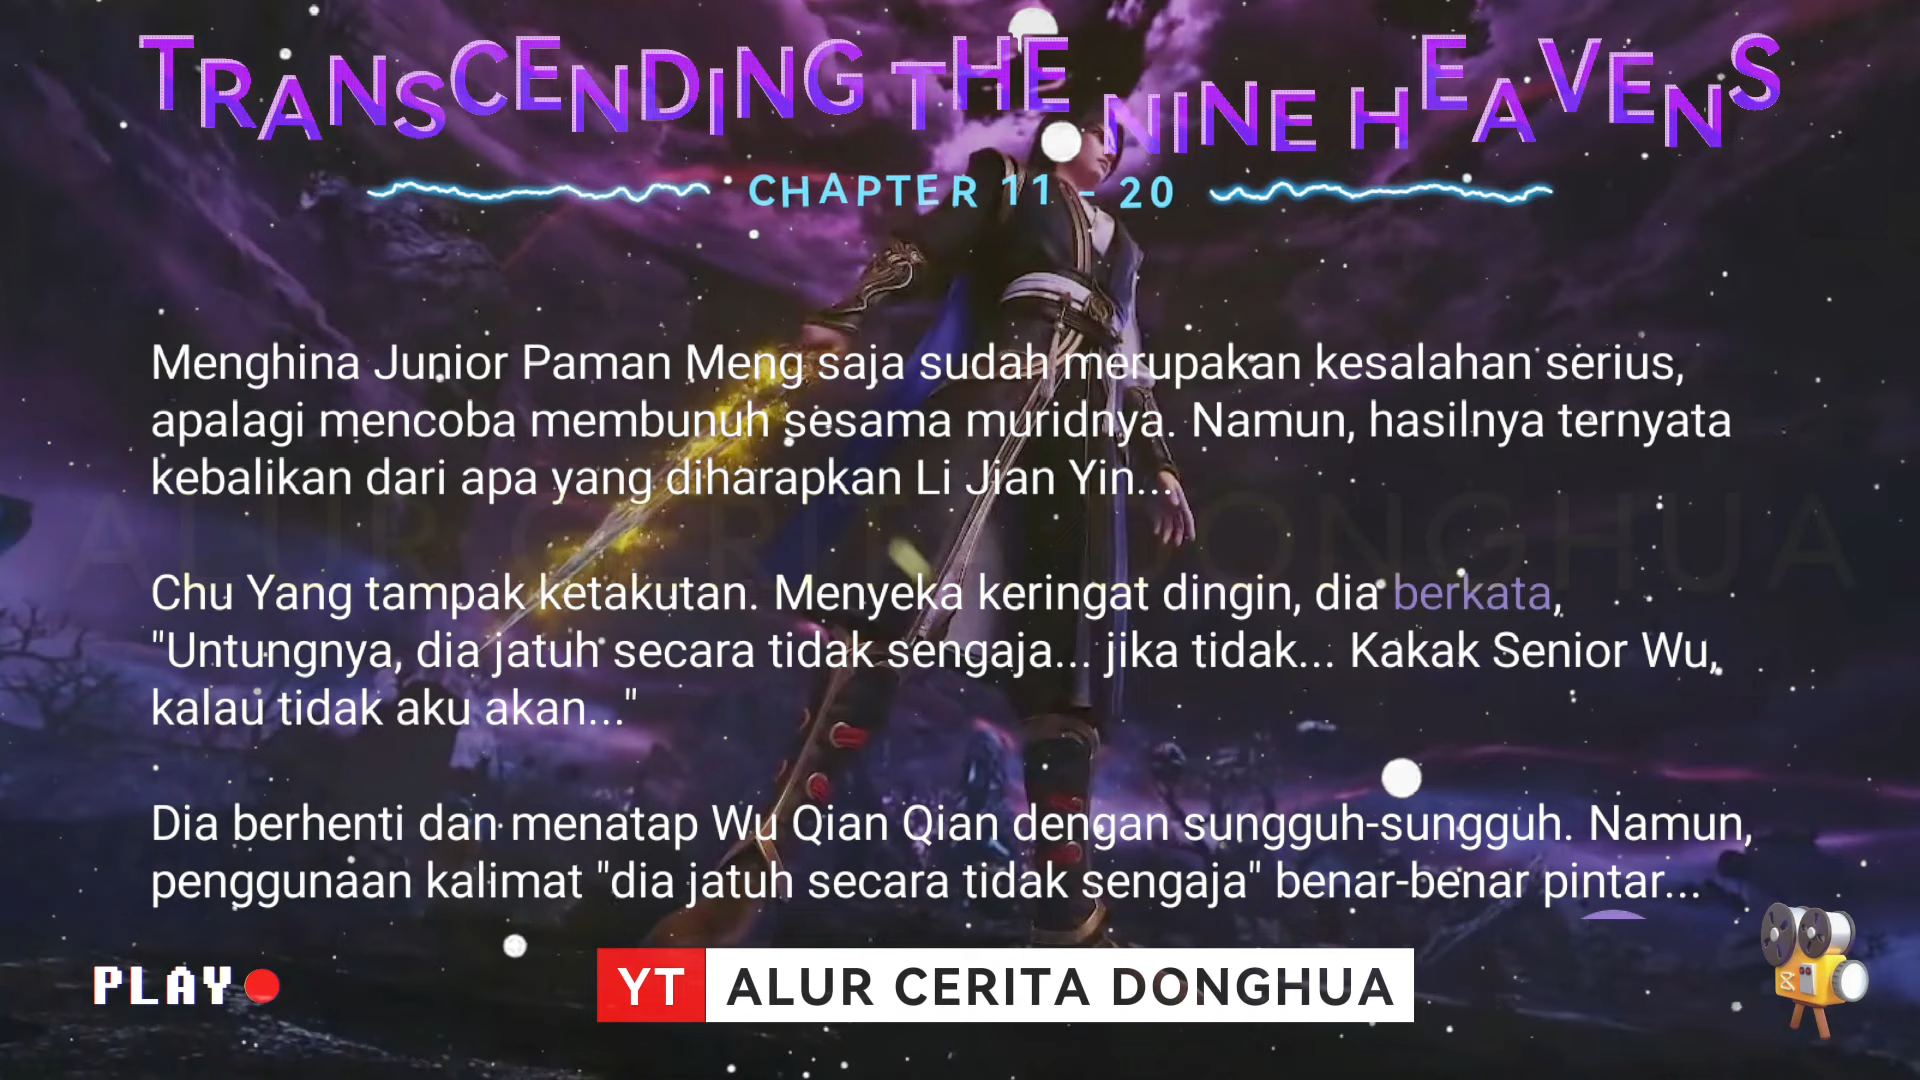 TRANSCENDING THE NINE HEAVENS
CHAPTER 11 - 20
Menghina Junior Paman Meng saja sudah merupakan kesalahan serius,
apalagi mencoba membunuh sesama muridnya. Namun, hasilnya ternyata
kebalikan dari apa yang diharapkan Li Jian Yin...
ALUR CERITA DONGHUA
Chu Yang tampak ketakutan. Menyeka keringat dingin, dia berkata,
"Untungnya, dia jatuh secara tidak sengaja... jika tidak... Kakak Senior Wu,
kalau tidak aku akan..."
Dia berhenti dan menatap Wu Qian Qian dengan sungguh-sungguh. Namun,
penggunaan kalimat "dia jatuh secara tidak sengaja" benar-benar pintar...
PLAY
YT ALUR CERITA DONGHUA